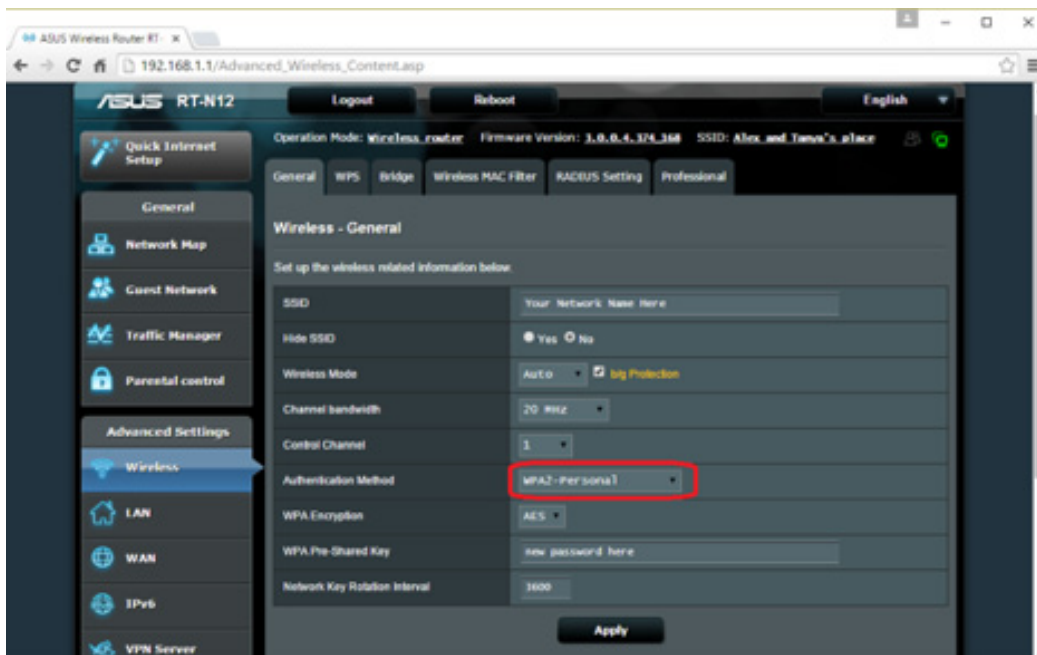 ASUS Wireless Router RT-
192.168.1.1/Advanced_Wireless_Content.asp
ASUS RT-N12
Logout
Reboot
English
Quick Internet
Setup
Operation Mode: Wireless router Firmware Version: 3.0.0.4.374_168 SSID: Alex and Tanya's place
General WPS Bridge Wireless MAC Filter RADIUS Setting Professional
General
Network Map
Guest Network
Traffic Manager
Parental control
Advanced Settings
Wireless
LAN
WAN
IPv6
VPN Server
Wireless - General
Set up the wireless related information below.
SSID Your Network Name Here
Hide SSID Yes No
Wireless Mode Auto b/g Protection
Channel bandwidth 20 MHz
Control Channel 1
Authentication Method WPA2-Personal
WPA Encryption AES
WPA Pre-Shared Key new password here
Network Key Rotation Interval 3600
Apply